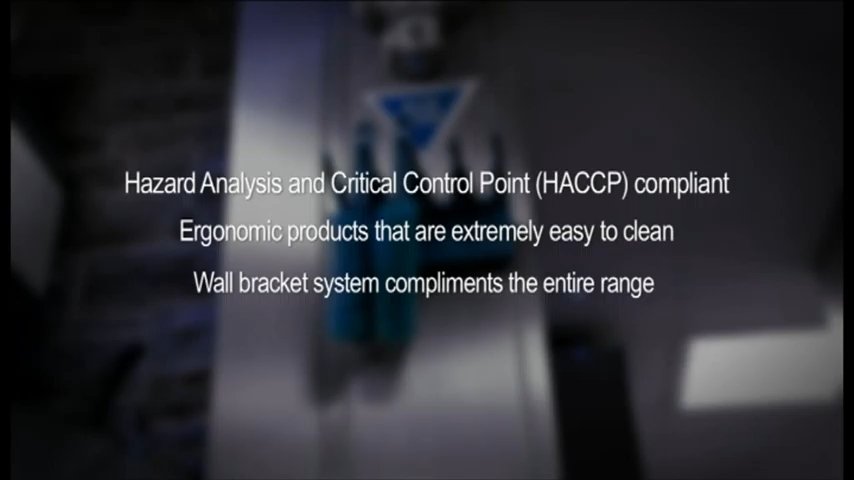 Hazard Analysis and Critical Control Point (HACCP) compliant
Ergonomic products that are extremely easy to clean
Wall bracket system compliments the entire range